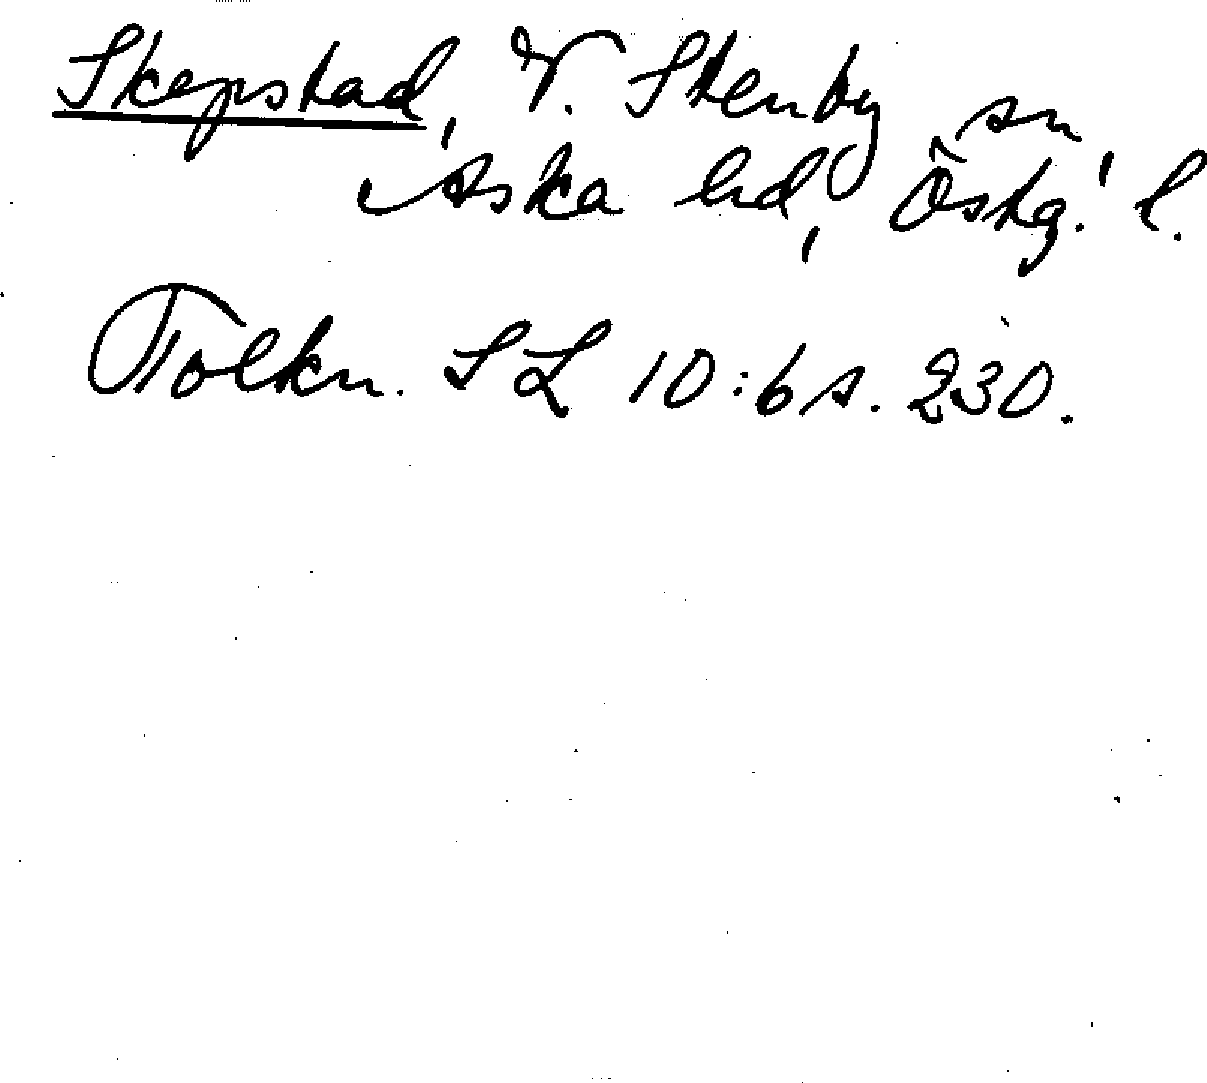 Skepstad, V. Stenby sn
Aska hd, Östg. l.
Tolkn. SL 10:6 s. 230.